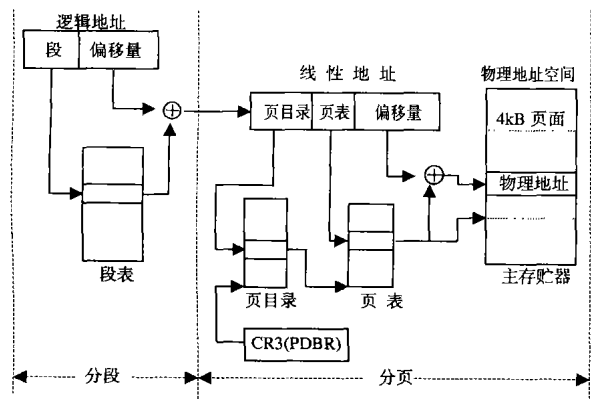 逻辑地址
段 偏移量
段表
线性地址
页目录 页表 偏移量
页目录
页表
CR3(PDBR)
物理地址空间
4kB 页面
物理地址
主存贮器
分段
分页